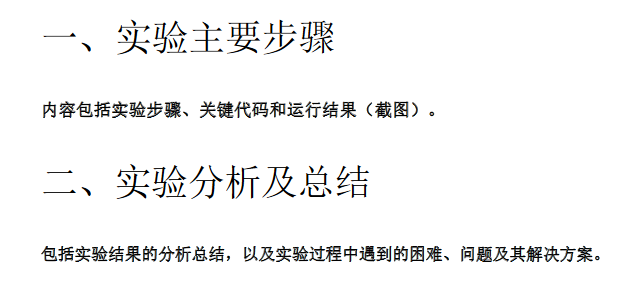 一、实验主要步骤
内容包括实验步骤、关键代码和运行结果（截图）。
二、实验分析及总结
包括实验结果的分析总结，以及实验过程中遇到的困难、问题及其解决方案。